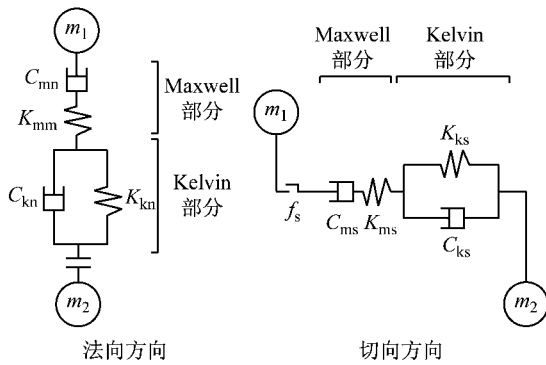 m₁
Cₘₙ
Kₘₘ
Maxwell
部分
Cₖₙ
Kₖₙ
Kelvin
部分
m₂
法向方向
Maxwell
部分
Kelvin
部分
m₁
fₛ
Cₘₛ
Kₘₛ
Kₖₛ
Cₖₛ
m₂
切向方向